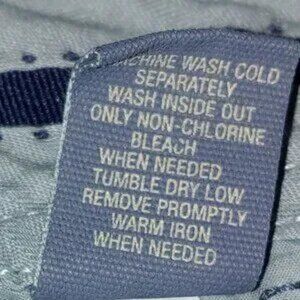 MACHINE WASH COLD
SEPARATELY
WASH INSIDE OUT
ONLY NON-CHLORINE
BLEACH
WHEN NEEDED
TUMBLE DRY LOW
REMOVE PROMPTLY
WARM IRON
WHEN NEEDED